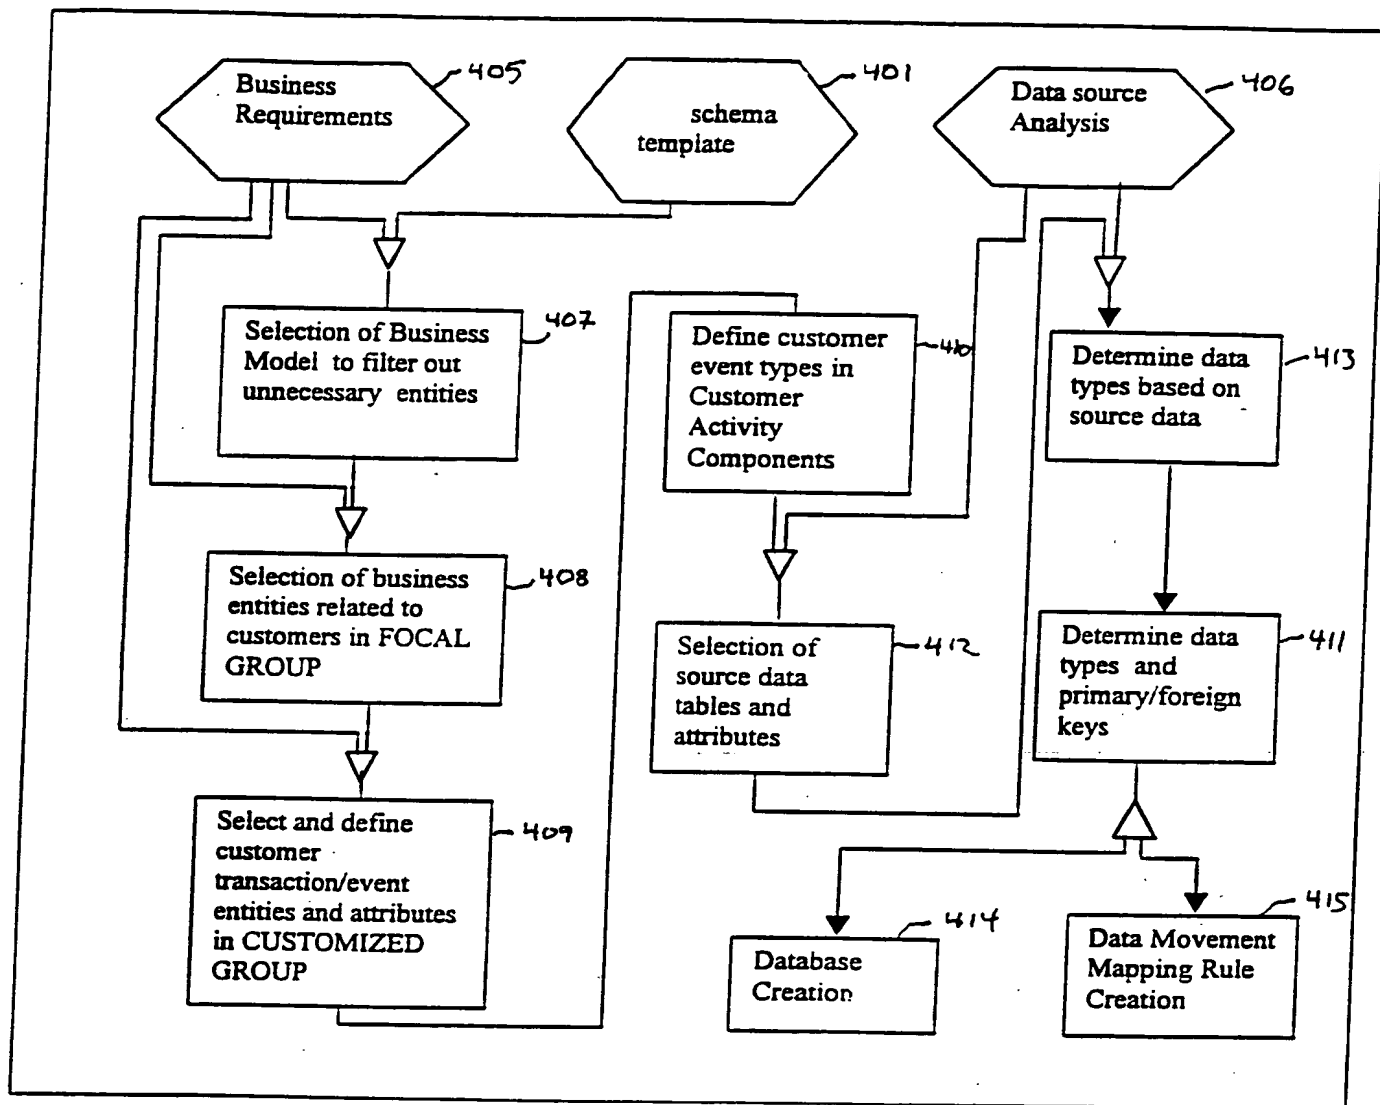 Business
Requirements
405
schema
template
401
Data source
Analysis
406
Selection of Business
Model to filter out
unnecessary entities
407
Define customer
event types in
Customer
Activity
Components
410
Determine data
types based on
source data
413
Selection of business
entities related to
customers in FOCAL
GROUP
408
Selection of
source data
tables and
attributes
412
Determine data
types and
primary/foreign
keys
411
Select and define
customer
transaction/event
entities and attributes
in CUSTOMIZED
GROUP
409
Database
Creation
414
Data Movement
Mapping Rule
Creation
415